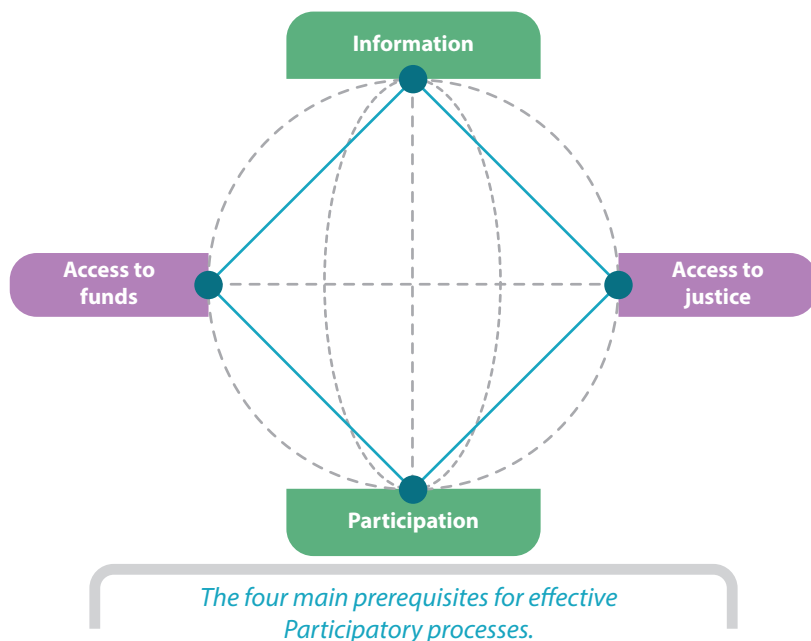 Information
Access to
funds
Access to
justice
Participation
The four main prerequisites for effective
Participatory processes.